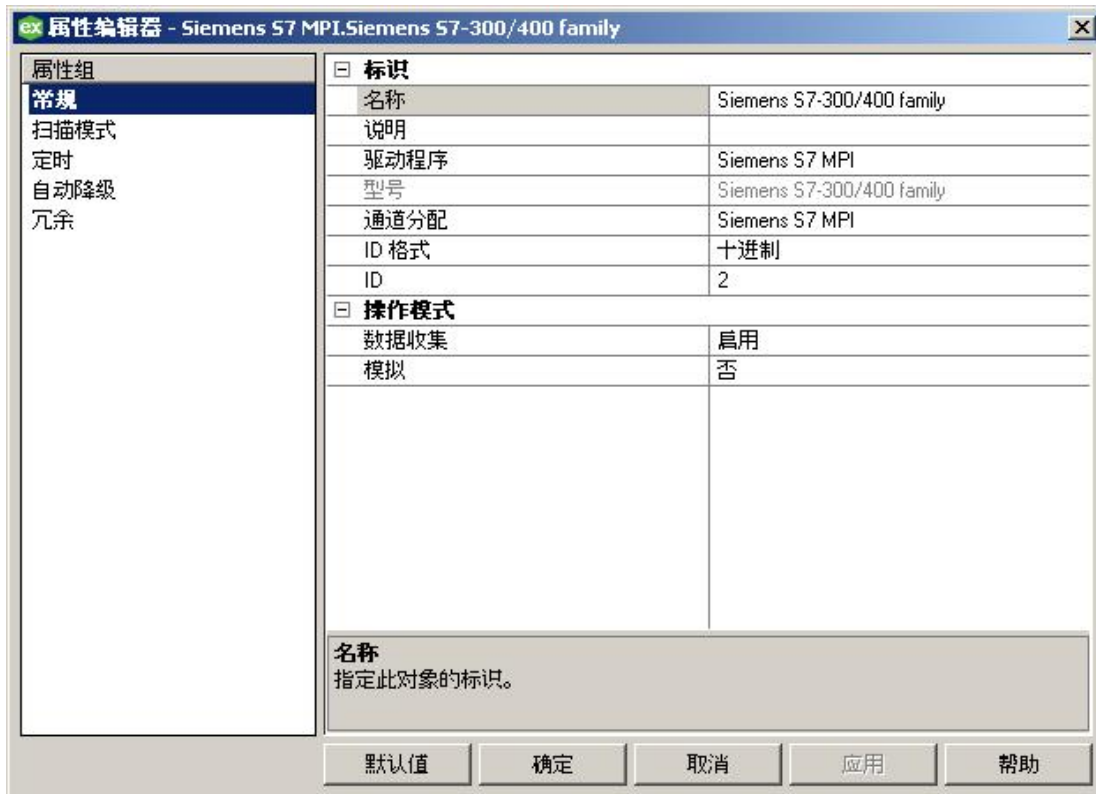 ex 属性编辑器 - Siemens S7 MPI.Siemens S7-300/400 family
属性组
常规
扫描模式
定时
自动降级
冗余
标识
名称 Siemens S7-300/400 family
说明
驱动程序 Siemens S7 MPI
型号 Siemens S7-300/400 family
通道分配 Siemens S7 MPI
ID 格式 十进制
ID 2
操作模式
数据收集 启用
模拟 否
名称
指定此对象的标识。
默认值 确定 取消 应用 帮助